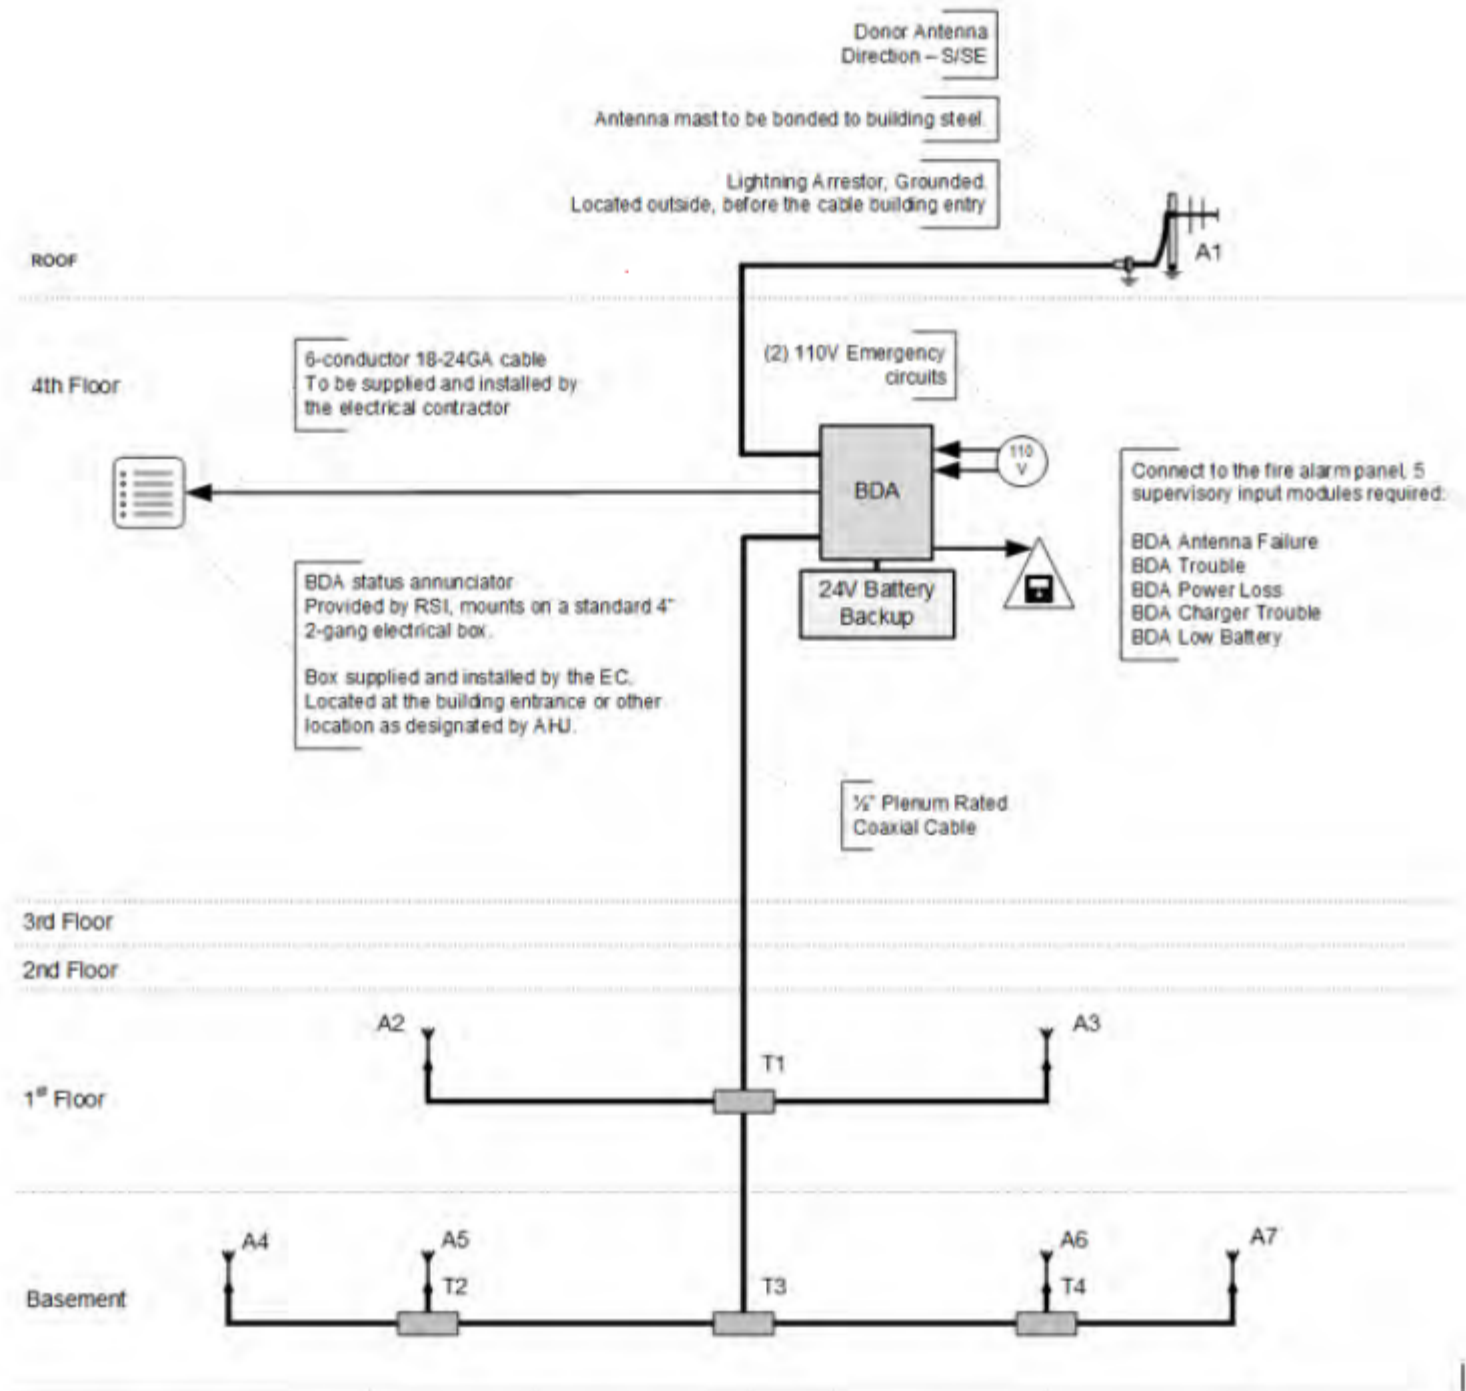 Donor Antenna
Direction – S/SE
Antenna mast to be bonded to building steel.
Lightning Arrestor, Grounded.
Located outside, before the cable building entry
A1
ROOF
4th Floor
6-conductor 18-24GA cable
To be supplied and installed by
the electrical contractor
(2) 110V Emergency
circuits
110
V
BDA
Connect to the fire alarm panel, 5
supervisory input modules required:
BDA Antenna Failure
BDA Trouble
BDA Power Loss
BDA Charger Trouble
BDA Low Battery
24V Battery
Backup
BDA status annunciator
Provided by RSI, mounts on a standard 4"
2-gang electrical box.
Box supplied and installed by the EC.
Located at the building entrance or other
location as designated by AHJ.
½" Plenum Rated
Coaxial Cable
3rd Floor
2nd Floor
A2
A3
T1
1st Floor
A4
A5
A6
A7
T2
T3
T4
Basement